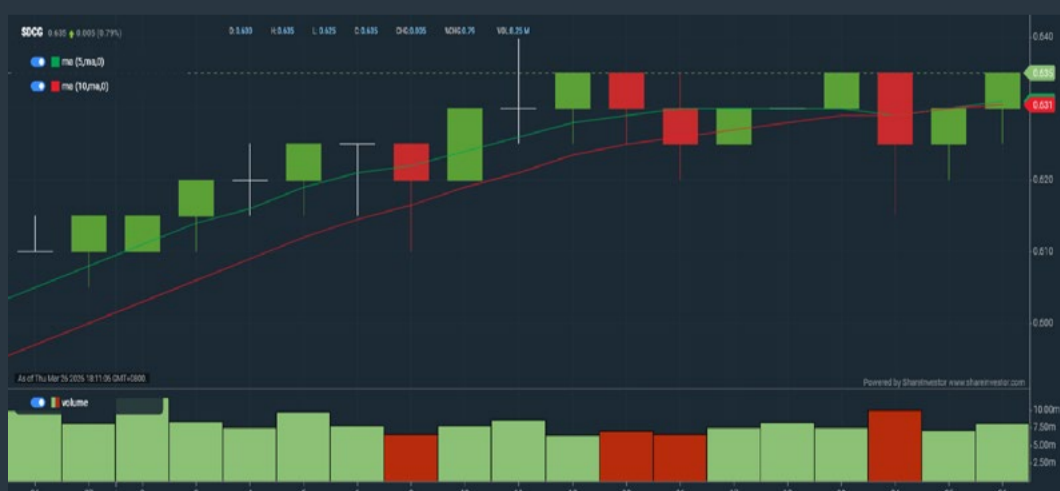 SDCG 0.635 0.005 (0.79%) O: 0.630 H: 0.635 L: 0.625 C: 0.635 CHG: 0.005 %CHG: 0.79 VOL: 8.25 M
ma (5,ma,0)
ma (10,ma,0)
0.640
0.635
0.631
0.620
0.610
0.600
As of Thu Mar 26 2026 18:11:06 GMT+0800
Powered by ShareInvestor www.shareinvestor.com
volume
10.00m
7.50m
5.00m
2.50m